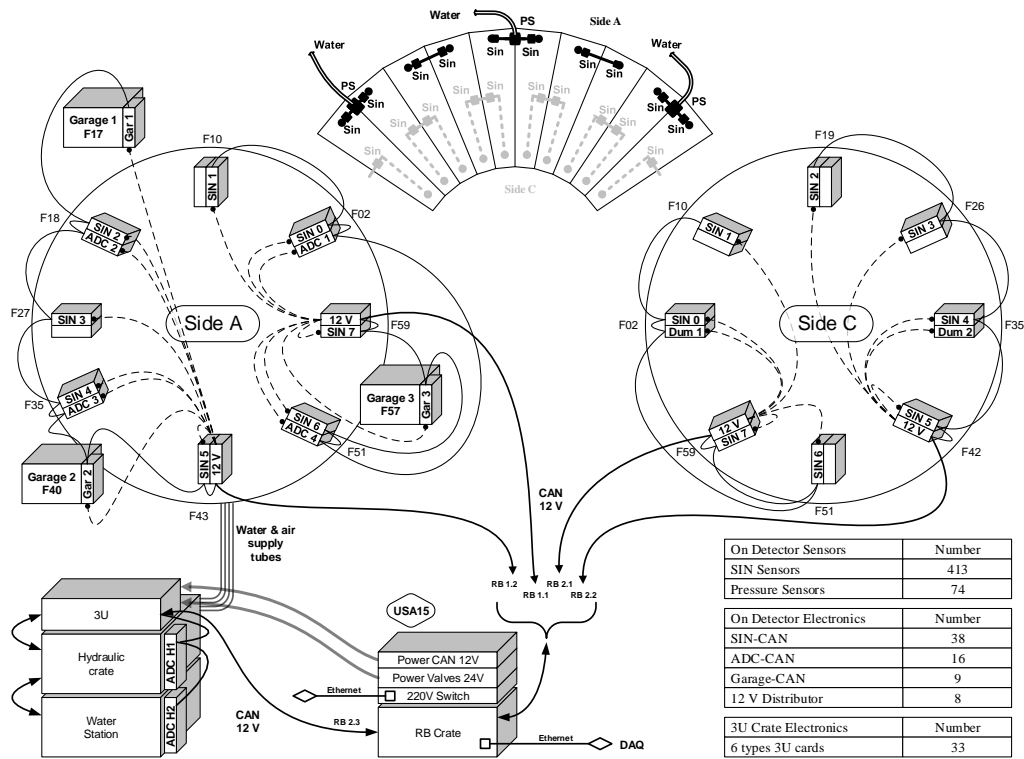 Water
PS
Side A
Sin
Sin
Water
Sin
Sin
Sin
Sin
Water
PS
Sin
Sin
PS
Sin
Sin
Sin
Sin
Sin
Sin
Sin
Sin
Sin
Sin
Side C
Garage 1
F17
Gar 1
F10
SIN 1
F02
SIN 0
ADC 1
F18
SIN 2
ADC 2
F27
SIN 3
Side A
12 V
SIN 7
F59
F35
SIN 4
ADC 3
Garage 3
F57
Gar 3
SIN 6
ADC 4
F51
Garage 2
F40
Gar 2
SIN 5
12 V
F43
F19
SIN 2
F10
SIN 1
F26
SIN 3
F02
SIN 0
Dum 1
Side C
SIN 4
Dum 2
F35
12 V
SIN 7
F59
SIN 6
F51
SIN 5
12 V
F42
CAN
12 V
Water & air
supply
tubes
RB 1.2
RB 1.1
RB 2.1
RB 2.2
USA15
3U
Hydraulic
crate
ADC H1
Water
Station
ADC H2
CAN
12 V
RB 2.3
Power CAN 12V
Power Valves 24V
220V Switch
Ethernet
RB Crate
Ethernet
DAQ
On Detector Sensors Number
SIN Sensors 413
Pressure Sensors 74
On Detector Electronics Number
SIN-CAN 38
ADC-CAN 16
Garage-CAN 9
12 V Distributor 8
3U Crate Electronics Number
6 types 3U cards 33